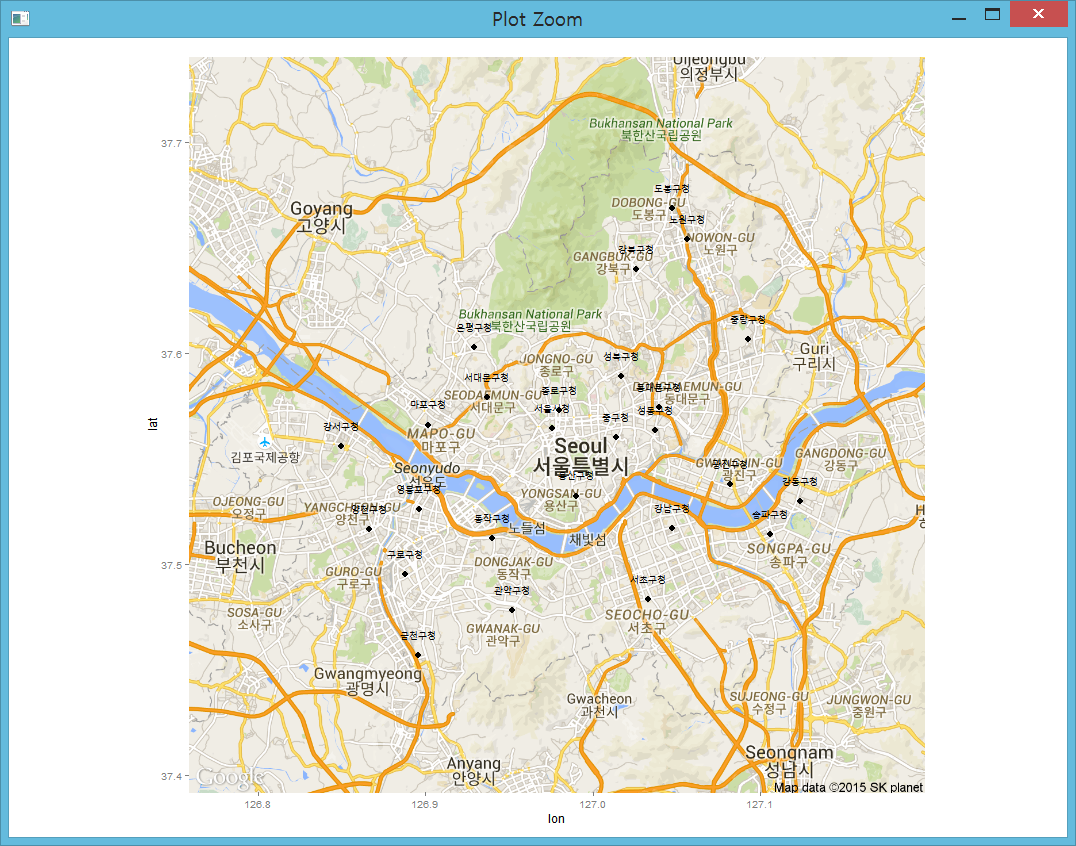 Plot Zoom
Uijeongbu
의정부시
Bukhansan National Park
북한산국립공원
37.7
도봉구청
DOBONG-GU
도봉구
노원구청
NOWON-GU
노원구
Goyang
고양시
강북구청
GANGBUK-GU
강북구
Bukhansan National Park
북한산국립공원
은평구청
중랑구청
37.6
Guri
구리시
JONGNO-GU
종로구
성북구청
서대문구청
SEODAEMUN-GU
서대문구
종로구청
동대문구청
DONGDAEMUN-GU
동대문구
마포구청
서울시청
성동구청
중구청
강서구청
MAPO-GU
마포구
lat
김포국제공항
Seoul
서울특별시
GANGDONG-GU
강동구
광진구청
GWANGJIN-GU
광진구
Seonyudo
선유도
용산구청
강동구청
영등포구청
YONGSAN-GU
용산구
OJEONG-GU
오정구
YANGCHEON-GU
양천구
양천구청
강남구청
송파구청
동작구청
노들섬
채빛섬
Bucheon
부천시
SONGPA-GU
송파구
구로구청
37.5
DONGJAK-GU
동작구
GURO-GU
구로구
서초구청
관악구청
SOSA-GU
소사구
SEOCHO-GU
서초구
GWANAK-GU
관악구
금천구청
Gwangmyeong
광명시
Gwacheon
과천시
SUJEONG-GU
수정구
JUNGWON-GU
중원구
Seongnam
성남시
Anyang
안양시
37.4
Google
Map data ©2015 SK planet
126.8
126.9
127.0
127.1
lon